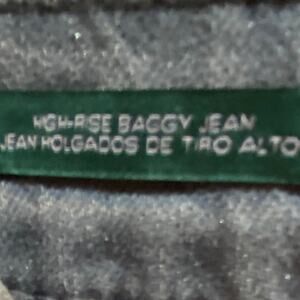 HIGH-RISE BAGGY JEAN
JEAN HOLGADOS DE TIRO ALTO